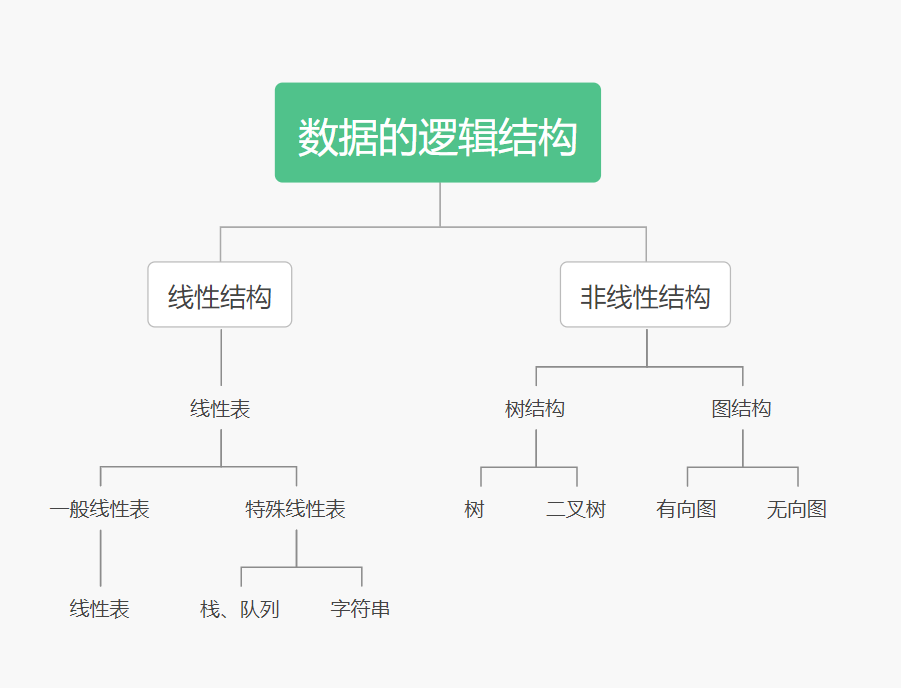 数据的逻辑结构
线性结构
非线性结构
线性表
树结构
图结构
一般线性表
特殊线性表
树
二叉树
有向图
无向图
线性表
栈、队列
字符串